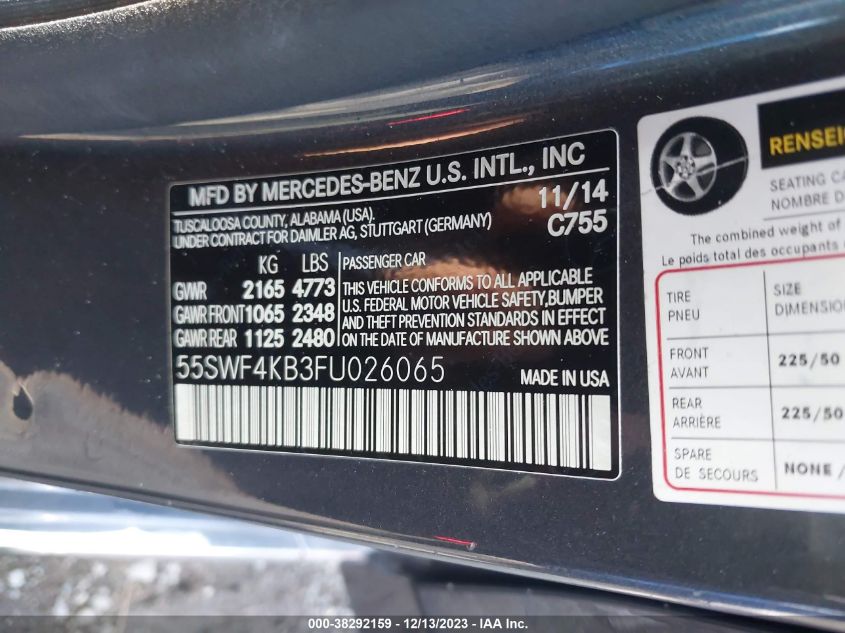 MFD BY MERCEDES-BENZ U.S. INTL., INC
TUSCALOOSA COUNTY, ALABAMA (USA). 11/14
UNDER CONTRACT FOR DAIMLER AG, STUTTGART (GERMANY) C755
KG LBS PASSENGER CAR
GVWR 2165 4773
GAWR FRONT 1065 2348
GAWR REAR 1125 2480
THIS VEHICLE CONFORMS TO ALL APPLICABLE
U.S. FEDERAL MOTOR VEHICLE SAFETY, BUMPER
AND THEFT PREVENTION STANDARDS IN EFFECT
ON THE DATE OF MANUFACTURE SHOWN ABOVE
55SWF4KB3FU026065 MADE IN USA
RENSEI
SEATING CA
NOMBRE D
The combined weight of
Le poids total des occupants
TIRE SIZE
PNEU DIMENSION
FRONT
AVANT 225/50
REAR
ARRIÈRE 225/50
SPARE
DE SECOURS NONE /
000-38292159 - 12/13/2023 - IAA Inc.